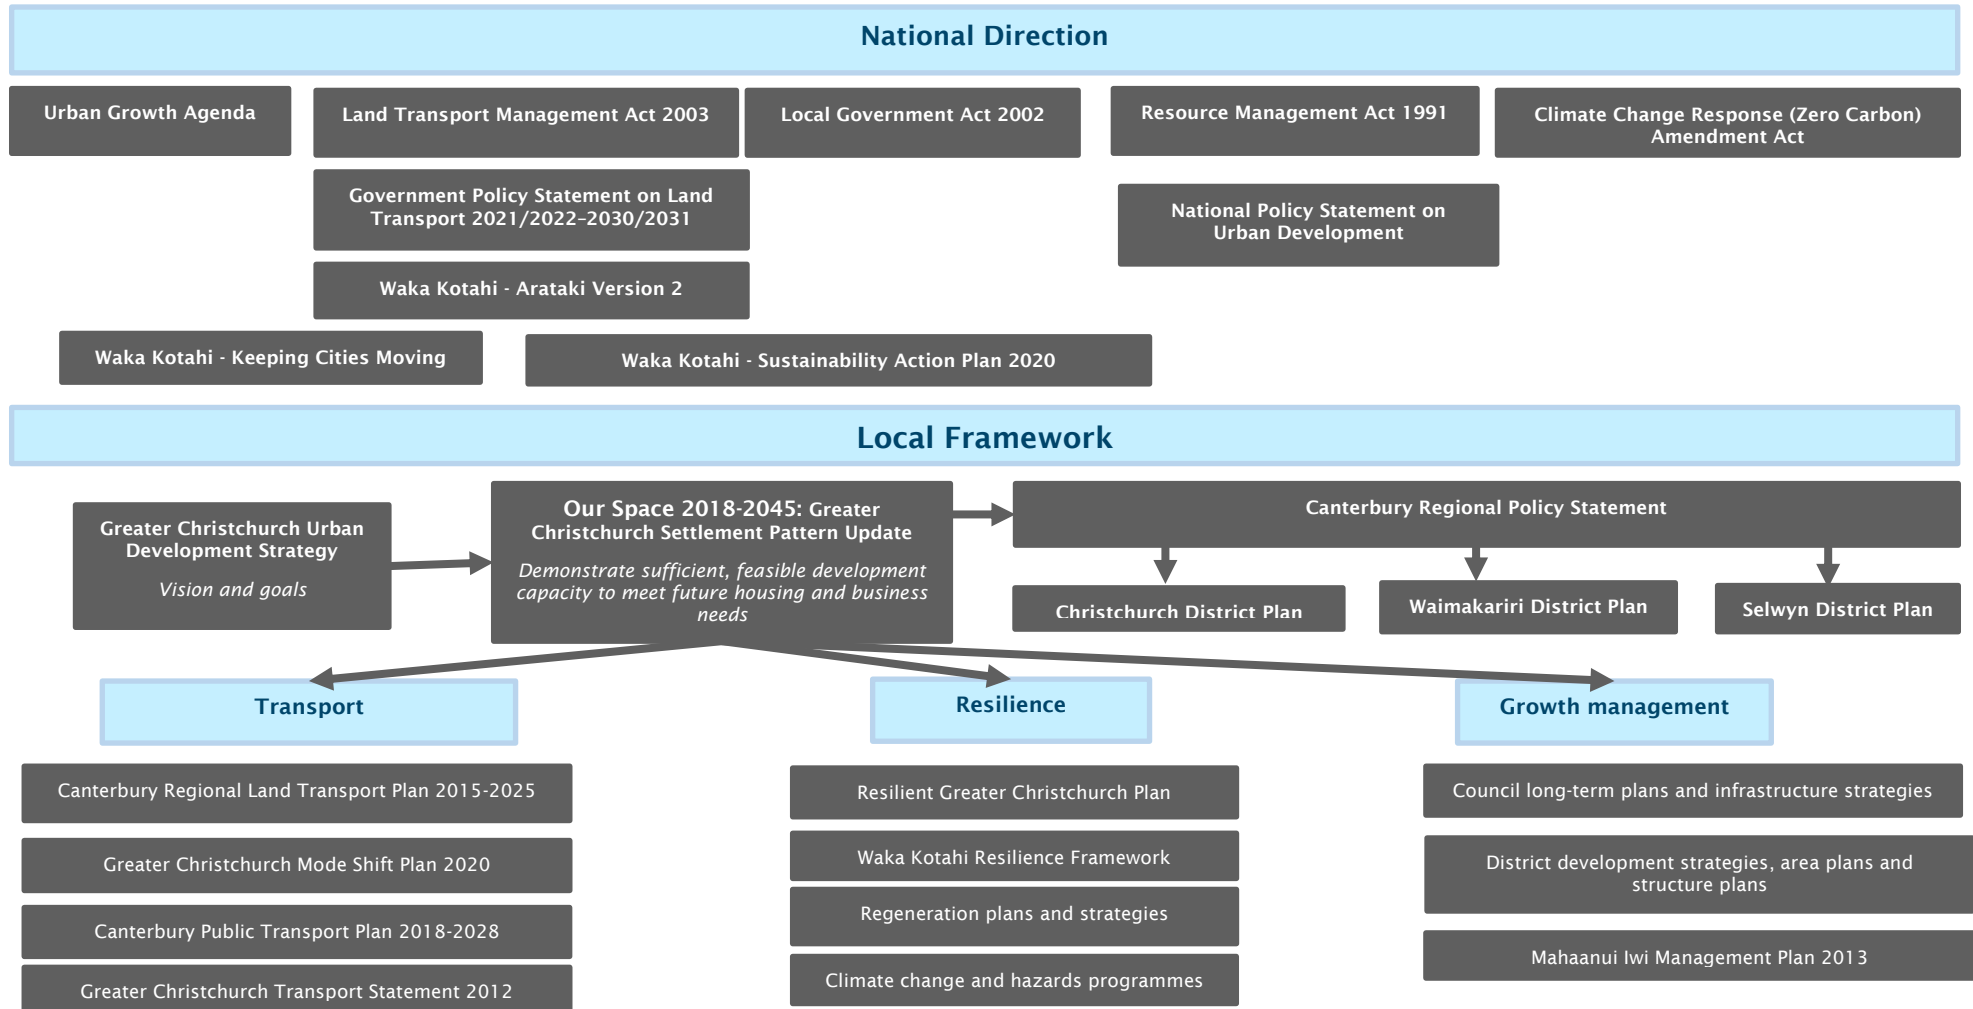 National Direction
Urban Growth Agenda
Land Transport Management Act 2003
Local Government Act 2002
Resource Management Act 1991
Climate Change Response (Zero Carbon)
Amendment Act
Government Policy Statement on Land
Transport 2021/2022–2030/2031
National Policy Statement on
Urban Development
Waka Kotahi - Arataki Version 2
Waka Kotahi - Keeping Cities Moving
Waka Kotahi - Sustainability Action Plan 2020
Local Framework
Greater Christchurch Urban
Development Strategy
Vision and goals
Our Space 2018-2045: Greater
Christchurch Settlement Pattern Update
Demonstrate sufficient, feasible development
capacity to meet future housing and business
needs
Canterbury Regional Policy Statement
Christchurch District Plan
Waimakariri District Plan
Selwyn District Plan
Transport
Canterbury Regional Land Transport Plan 2015-2025
Greater Christchurch Mode Shift Plan 2020
Canterbury Public Transport Plan 2018-2028
Greater Christchurch Transport Statement 2012
Resilience
Resilient Greater Christchurch Plan
Waka Kotahi Resilience Framework
Regeneration plans and strategies
Climate change and hazards programmes
Growth management
Council long-term plans and infrastructure strategies
District development strategies, area plans and
structure plans
Mahaanui Iwi Management Plan 2013